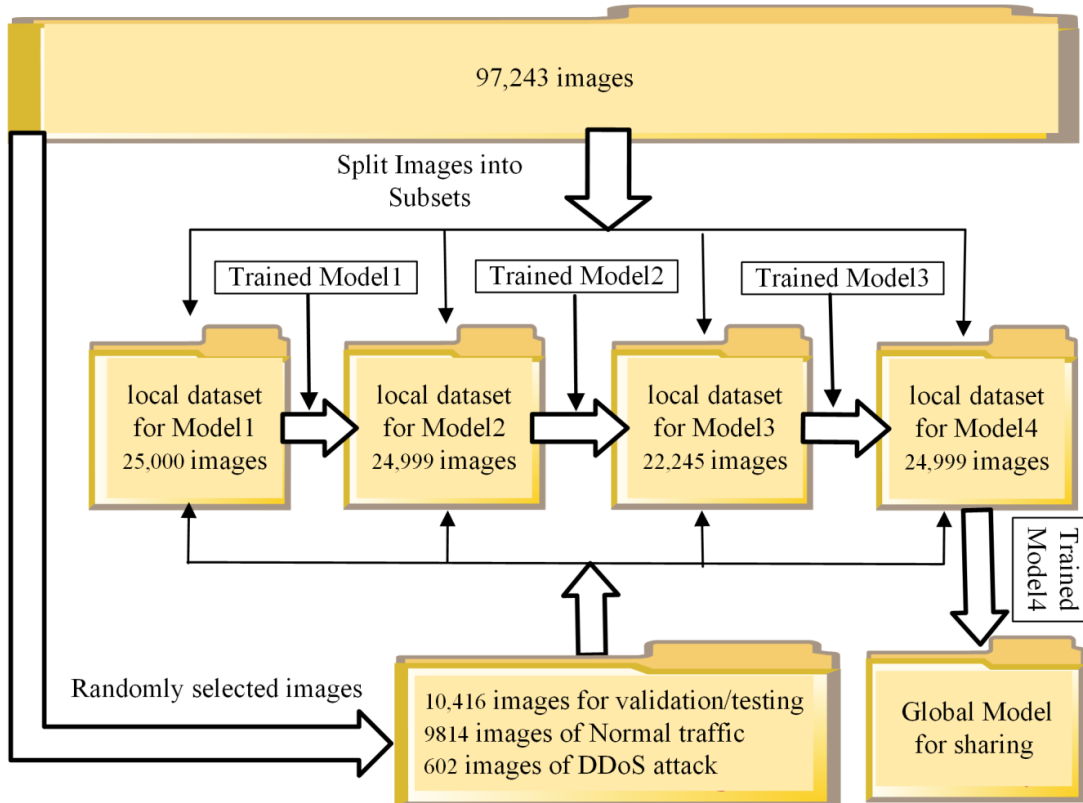 97,243 images
Split Images into
Subsets
Trained Model1
Trained Model2
Trained Model3
local dataset
for Model1
25,000 images
local dataset
for Model2
24,999 images
local dataset
for Model3
22,245 images
local dataset
for Model4
24,999 images
Trained
Model4
Randomly selected images
10,416 images for validation/testing
9814 images of Normal traffic
602 images of DDoS attack
Global Model
for sharing